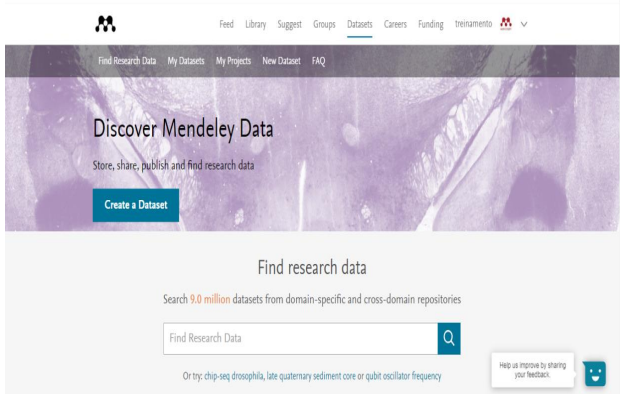 Feed Library Suggest Groups Datasets Careers Funding treinamento
Find Research Data My Datasets My Projects New Dataset FAQ
Discover Mendeley Data
Store, share, publish and find research data
Create a Dataset
Find research data
Search 9.0 million datasets from domain-specific and cross-domain repositories
Find Research Data
Or try: chip-seq drosophila, late quaternary sediment core or qubit oscillator frequency
Help us improve by sharing
your feedback.